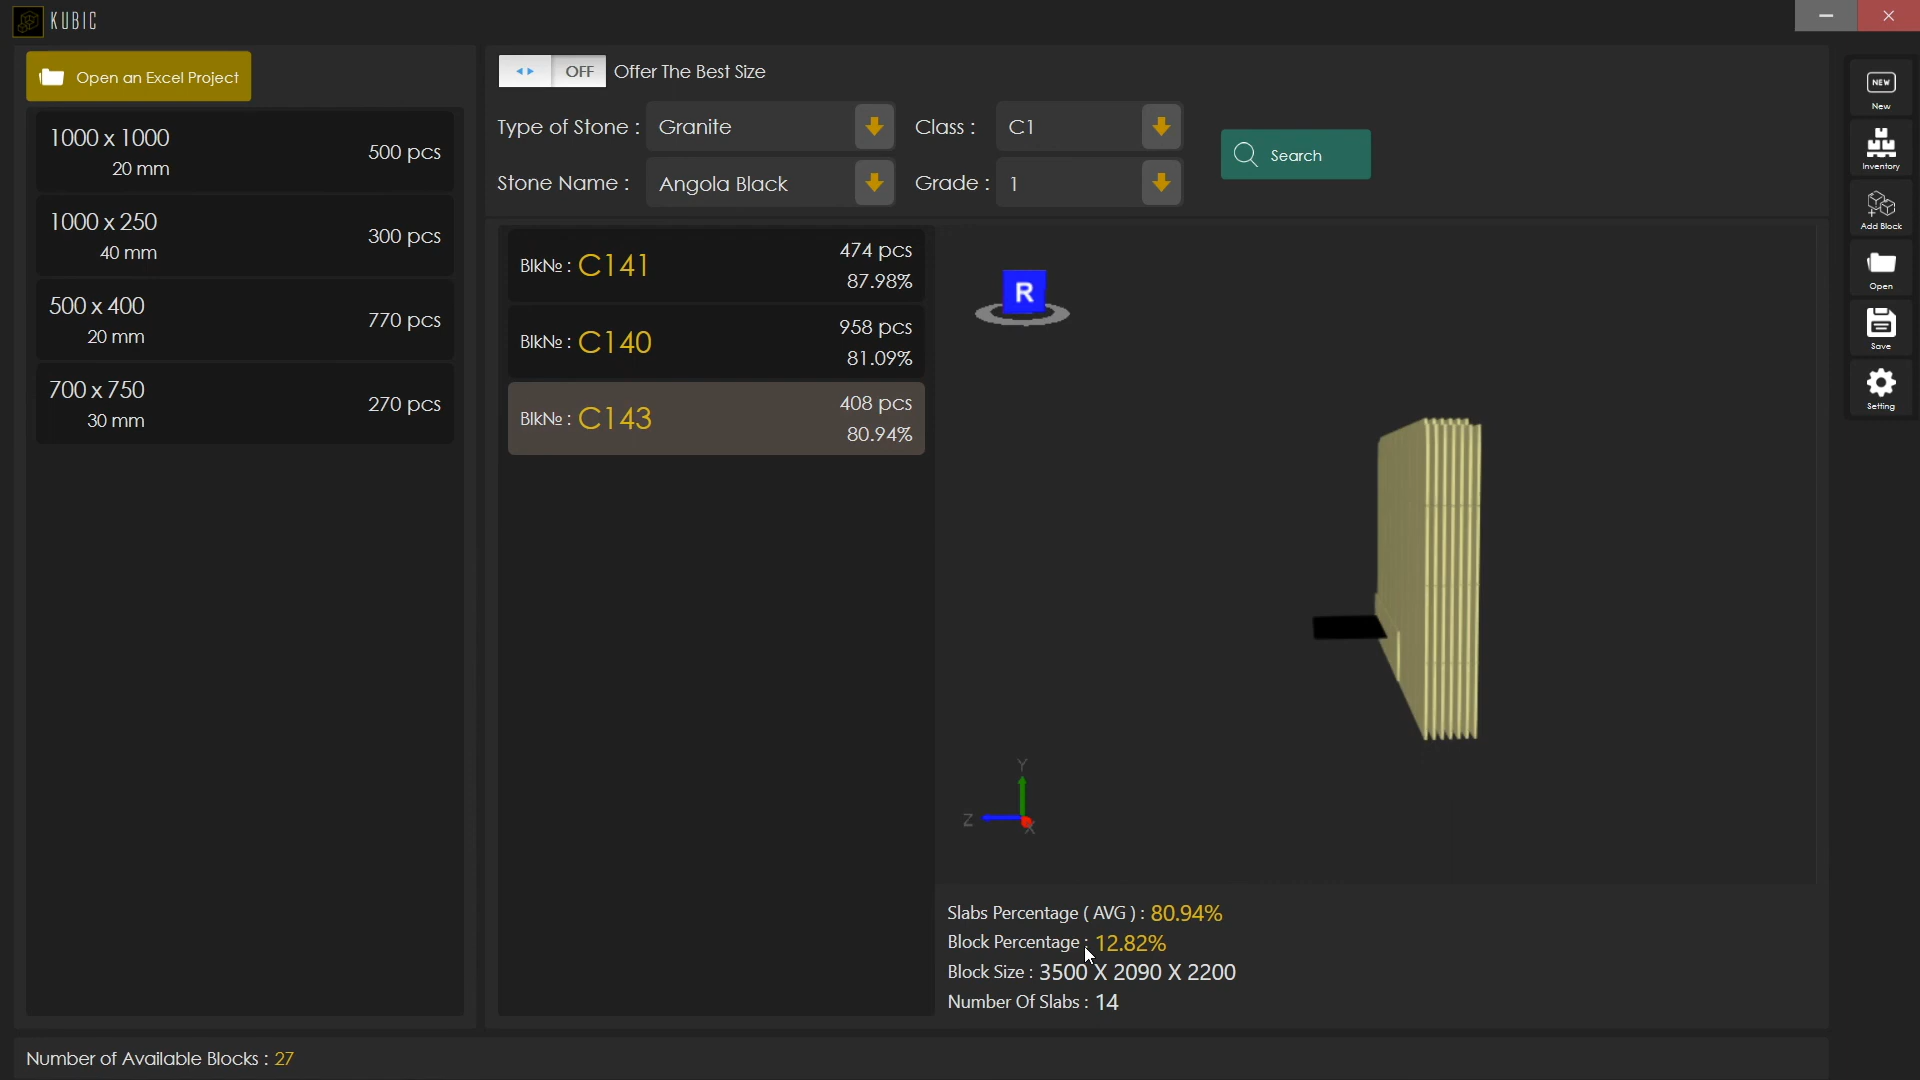 KUBIC
Open an Excel Project
1000 x 1000
20 mm
500 pcs
1000 x 250
40 mm
300 pcs
500 x 400
20 mm
770 pcs
700 x 750
30 mm
270 pcs
OFF
Offer The Best Size
Type of Stone :
Granite
Class :
C1
Stone Name :
Angola Black
Grade :
1
Search
Blk№ : C141
474 pcs
87.98%
Blk№ : C140
958 pcs
81.09%
Blk№ : C143
408 pcs
80.94%
R
Y
Z
X
Slabs Percentage ( AVG ) : 80.94%
Block Percentage : 12.82%
Block Size : 3500 X 2090 X 2200
Number Of Slabs : 14
NEW
New
Inventory
Add Block
Open
Save
Setting
Number of Available Blocks : 27